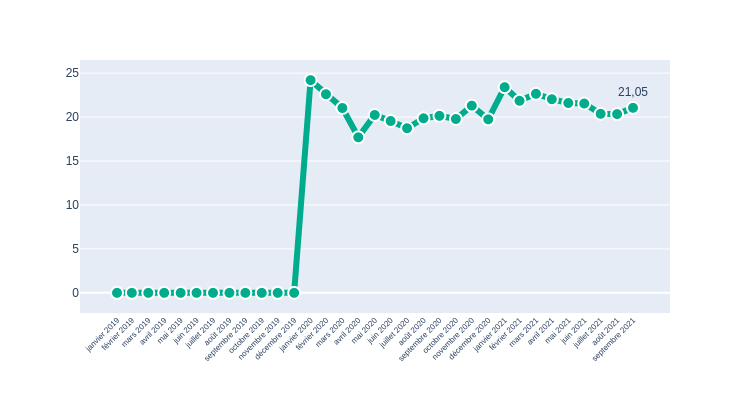 25
20
15
10
5
0
21,05
janvier 2019
février 2019
mars 2019
avril 2019
mai 2019
juin 2019
juillet 2019
août 2019
septembre 2019
octobre 2019
novembre 2019
décembre 2019
janvier 2020
février 2020
mars 2020
avril 2020
mai 2020
juin 2020
juillet 2020
août 2020
septembre 2020
octobre 2020
novembre 2020
décembre 2020
janvier 2021
février 2021
mars 2021
avril 2021
mai 2021
juin 2021
juillet 2021
août 2021
septembre 2021